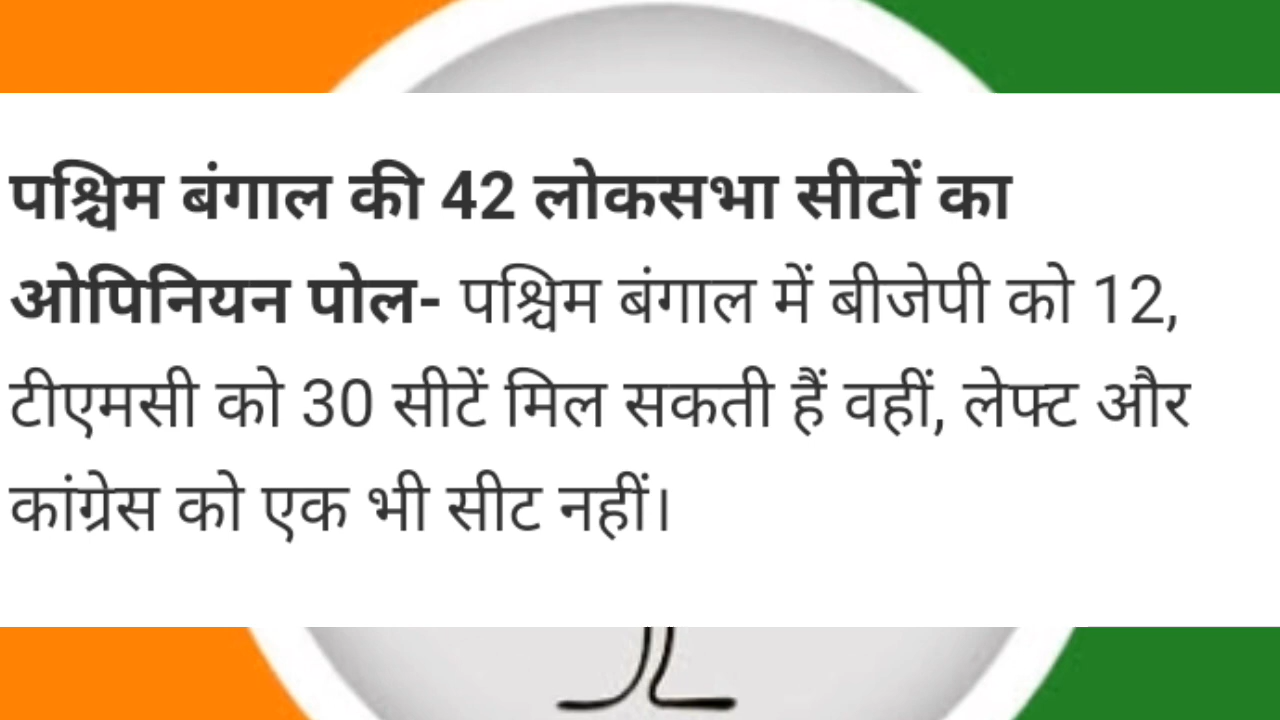 पश्चिम बंगाल की 42 लोकसभा सीटों का
ओपिनियन पोल- पश्चिम बंगाल में बीजेपी को 12,
टीएमसी को 30 सीटें मिल सकती हैं वहीं, लेफ्ट और
कांग्रेस को एक भी सीट नहीं।